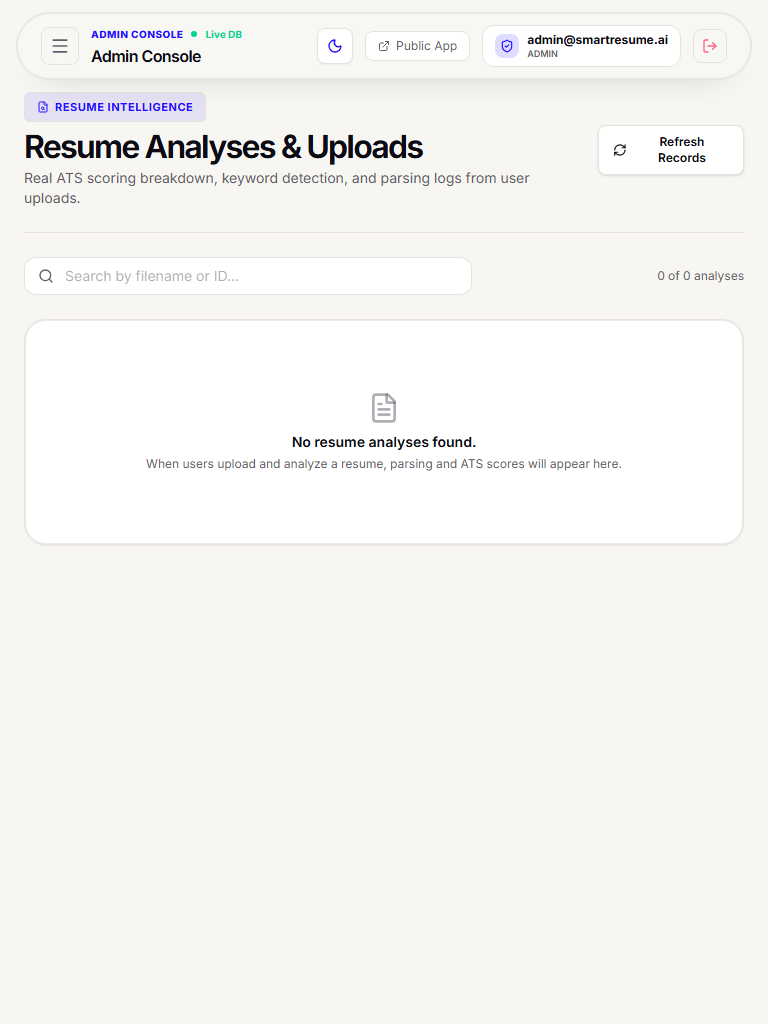 ADMIN CONSOLE
Live DB
Admin Console
Public App
admin@smartresume.ai
ADMIN
RESUME INTELLIGENCE
Resume Analyses & Uploads
Real ATS scoring breakdown, keyword detection, and parsing logs from user
uploads.
Refresh
Records
Search by filename or ID...
0 of 0 analyses
No resume analyses found.
When users upload and analyze a resume, parsing and ATS scores will appear here.